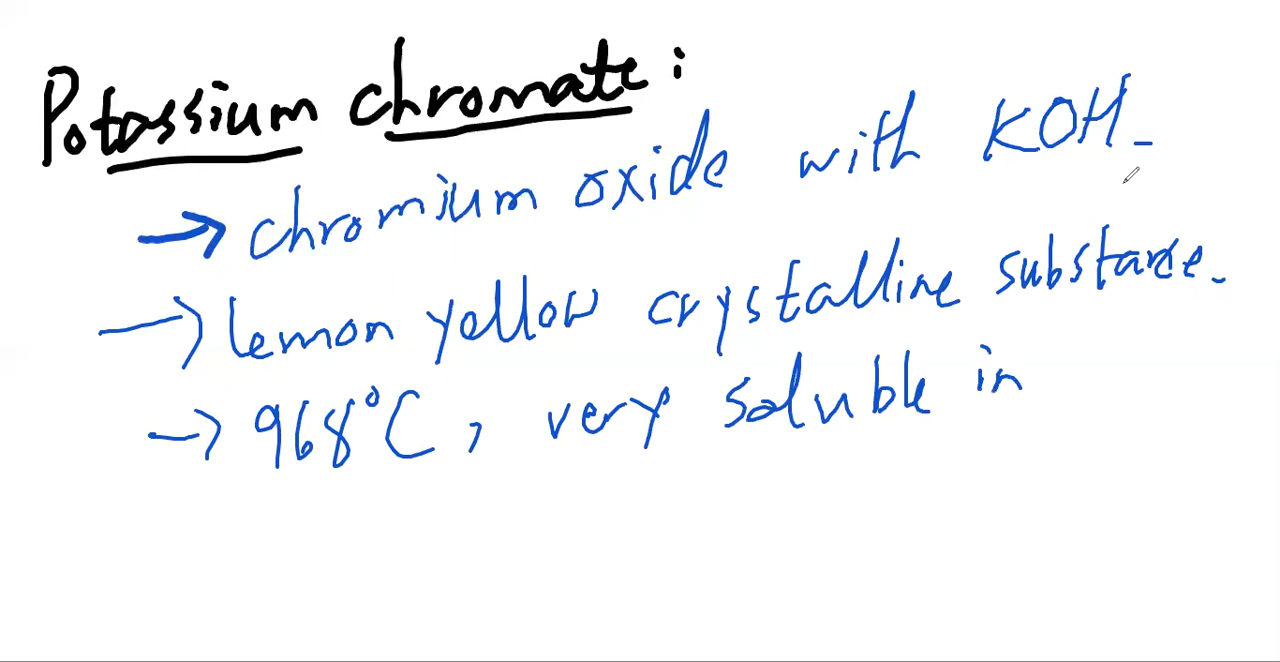 Potassium chromate :
→ chromium oxide with KOH -
→ lemon yellow crystalline substance -
→ 968°C , very soluble in